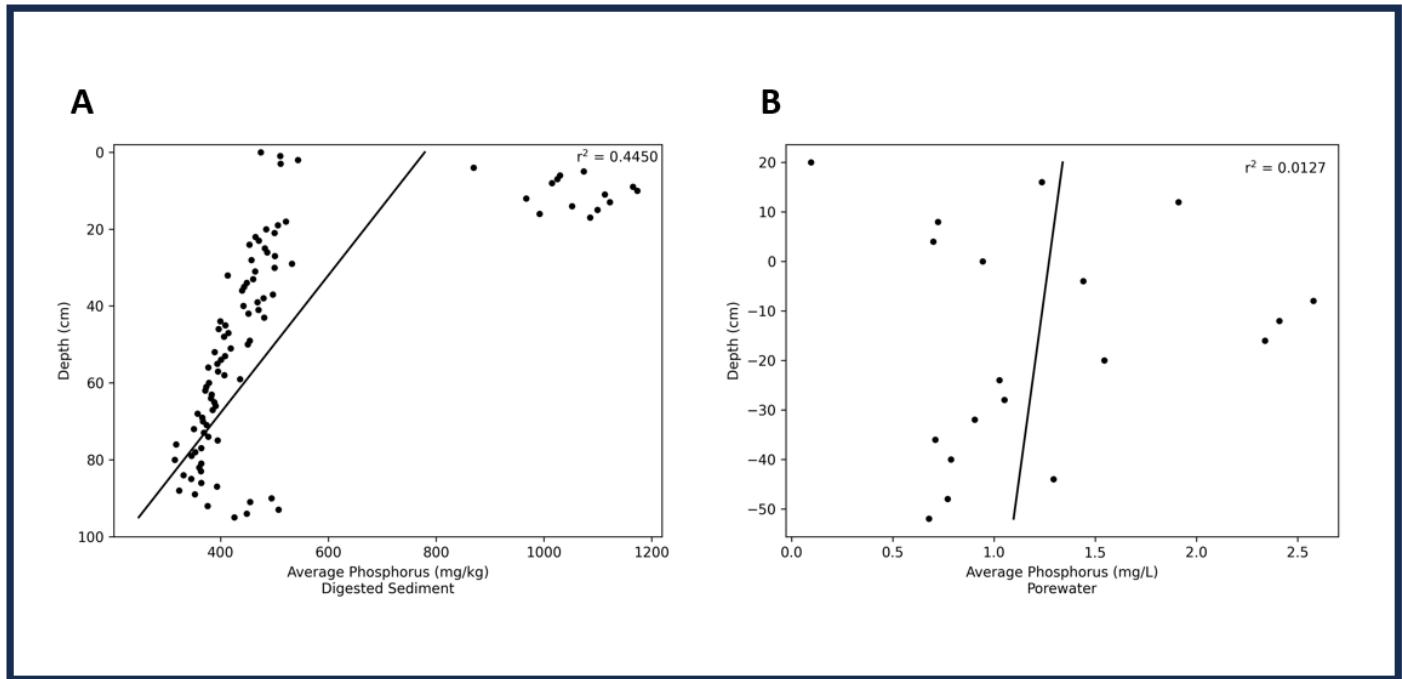 A
B
r² = 0.4450
0
20
40
60
80
100
Depth (cm)
400
600
800
1000
1200
Average Phosphorus (mg/kg)
Digested Sediment
r² = 0.0127
20
10
0
−10
−20
−30
−40
−50
Depth (cm)
0.0
0.5
1.0
1.5
2.0
2.5
Average Phosphorus (mg/L)
Porewater